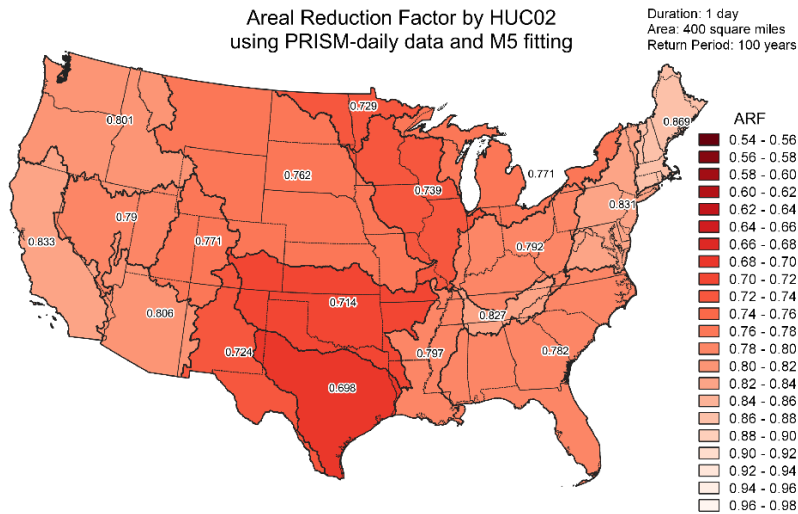 Areal Reduction Factor by HUC02
using PRISM-daily data and M5 fitting
Duration: 1 day
Area: 400 square miles
Return Period: 100 years
0.729
0.801
0.869
0.762
0.771
0.739
0.831
0.79
0.833
0.771
0.792
0.714
0.806
0.827
0.724
0.797
0.782
0.698
ARF
0.54 - 0.56
0.56 - 0.58
0.58 - 0.60
0.60 - 0.62
0.62 - 0.64
0.64 - 0.66
0.66 - 0.68
0.68 - 0.70
0.70 - 0.72
0.72 - 0.74
0.74 - 0.76
0.76 - 0.78
0.78 - 0.80
0.80 - 0.82
0.82 - 0.84
0.84 - 0.86
0.86 - 0.88
0.88 - 0.90
0.90 - 0.92
0.92 - 0.94
0.94 - 0.96
0.96 - 0.98